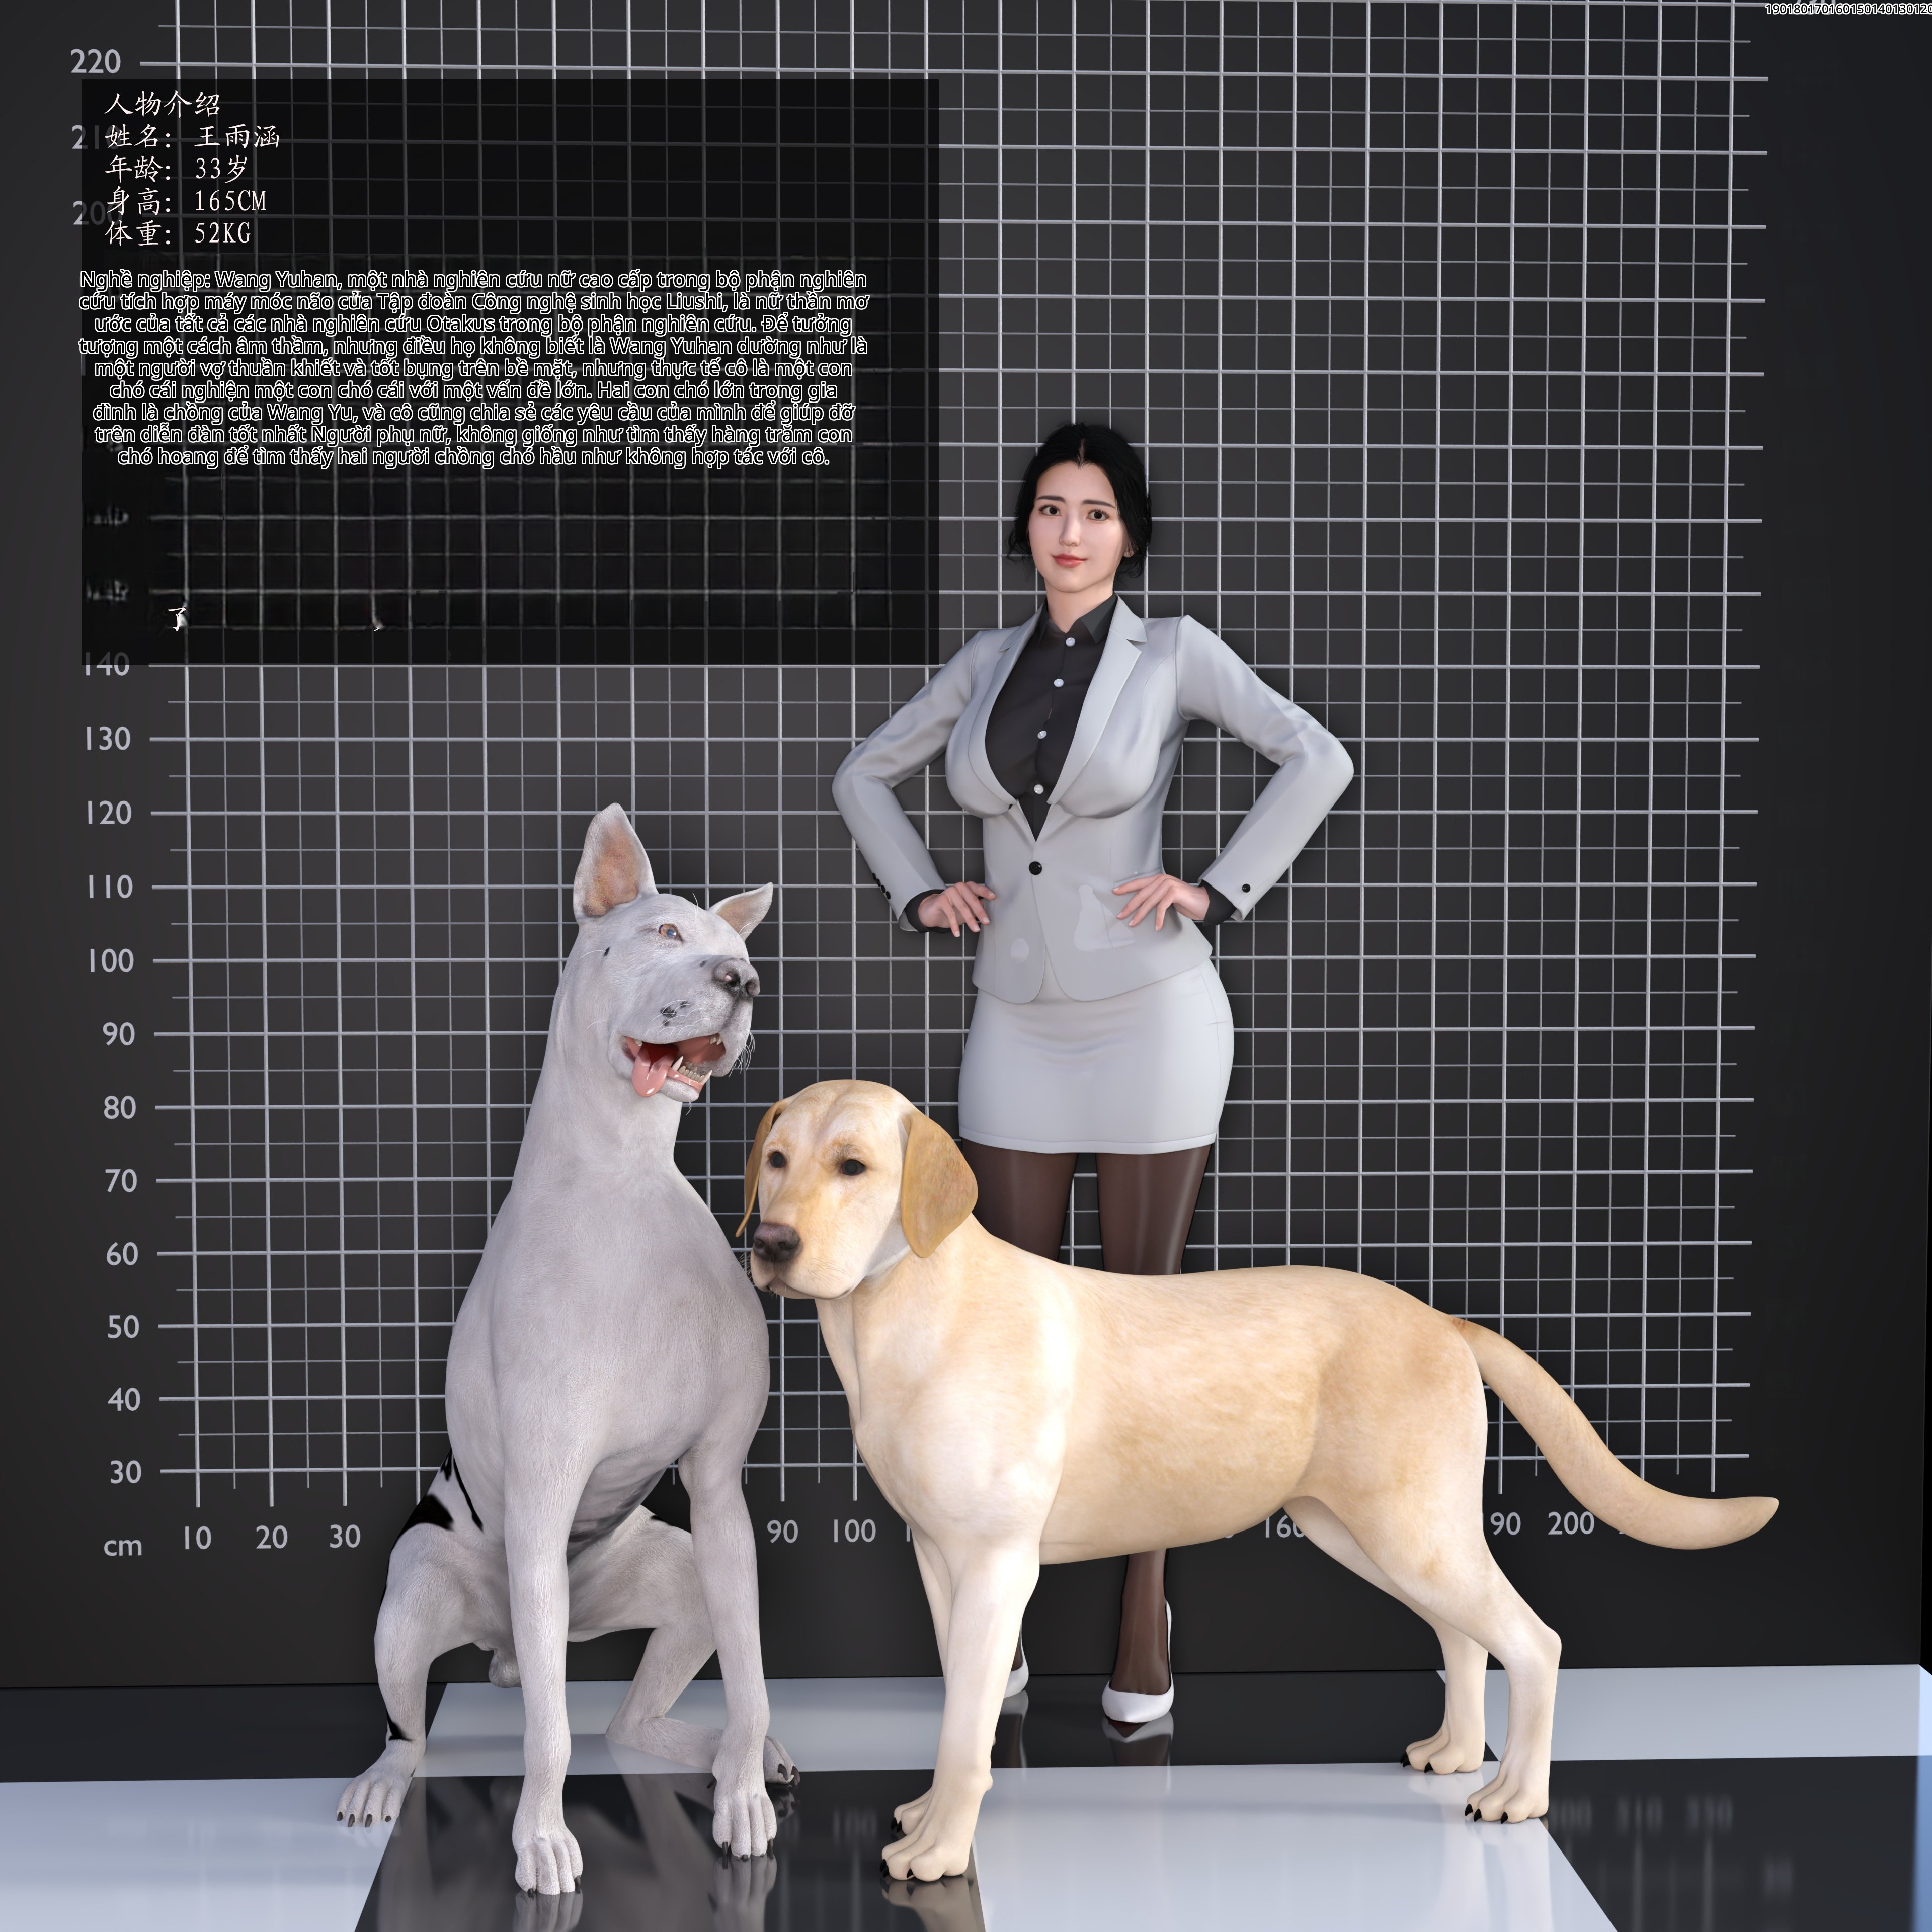 190180170160150140130120
220
人物介绍
210
姓名： 王雨涵
年龄： 33岁
200
身高： 165CM
体重： 52KG
Nghề nghiệp: Wang Yuhan, một nhà nghiên cứu nữ cao cấp trong bộ phận nghiên
cứu tích hợp máy móc não của Tập đoàn Công nghệ sinh học Liushi, là nữ thần mơ
ước của tất cả các nhà nghiên cứu Otakus trong bộ phận nghiên cứu. Để tưởng
tượng một cách âm thầm, nhưng điều họ không biết là Wang Yuhan dường như là
một người vợ thuần khiết và tốt bụng trên bề mặt, nhưng thực tế cô là một con
chó cái nghiện một con chó cái với một vấn đề lớn. Hai con chó lớn trong gia
đình là chồng của Wang Yu, và cô cũng chia sẻ các yêu cầu của mình để giúp đỡ
trên diễn đàn tốt nhất Người phụ nữ, không giống như tìm thấy hàng trăm con
chó hoang để tìm thấy hai người chồng chó hầu như không hợp tác với cô.
了
140
130
120
110
100
90
80
70
60
50
40
30
cm 10 20 30 90 100 160 190 200